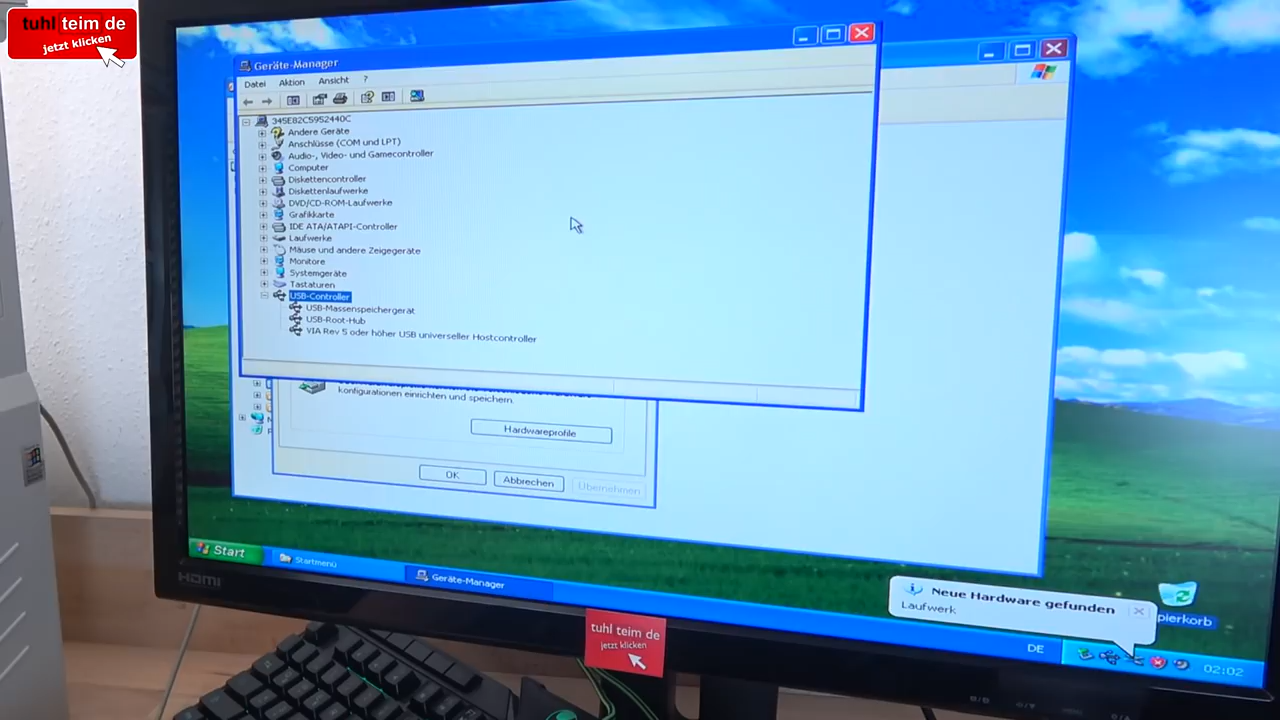 tuhl teim de
jetzt klicken
Geräte-Manager
Datei Aktion Ansicht ?
345E82C5952440C
Andere Geräte
Anschlüsse (COM und LPT)
Audio-, Video- und Gamecontroller
Computer
Diskettencontroller
Diskettenlaufwerke
DVD/CD-ROM-Laufwerke
Grafikkarte
IDE ATA/ATAPI-Controller
Laufwerke
Mäuse und andere Zeigegeräte
Monitore
Systemgeräte
Tastaturen
USB-Controller
USB-Massenspeichergerät
USB-Root-Hub
VIA Rev 5 oder höher USB universeller Hostcontroller
konfigurationen einrichten und speichern.
Hardwareprofile
OK Abbrechen Übernehmen
Start Startmenü Geräte-Manager
Neue Hardware gefunden
Laufwerk
pierkorb
DE 02:02
HDMI
tuhl teim de
jetzt klicken